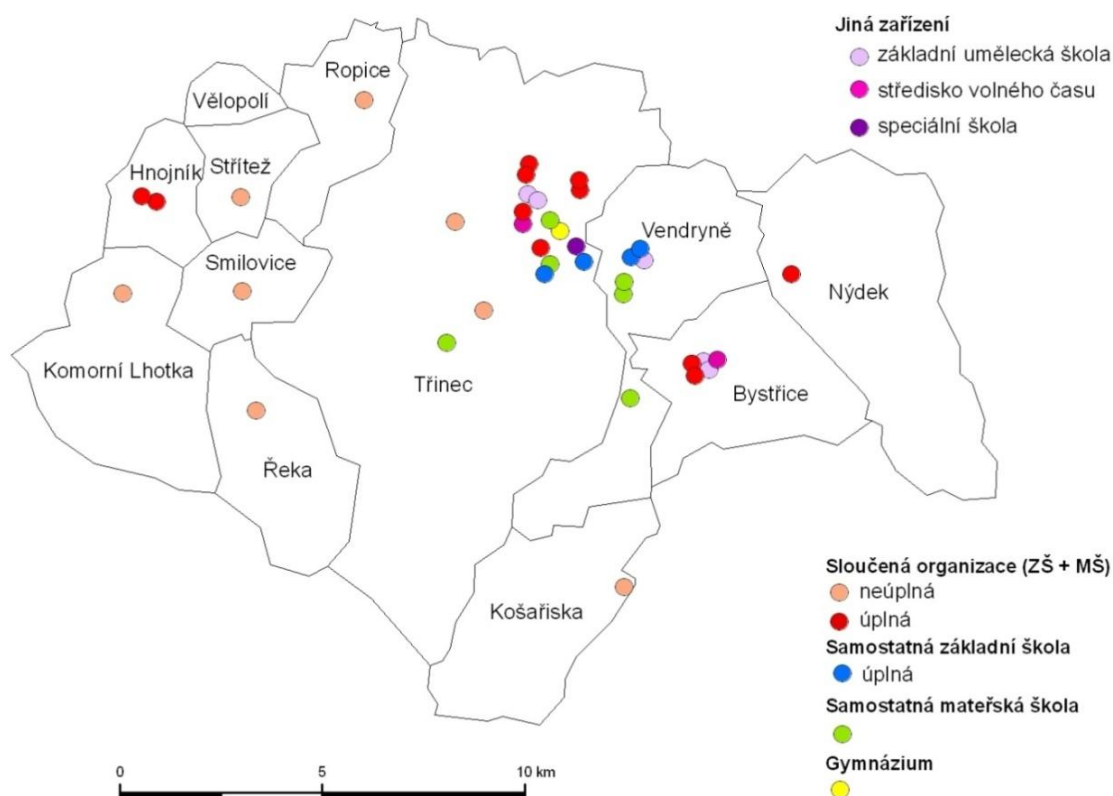 Jiná zařízení
základní umělecká škola
středisko volného času
speciální škola
Ropice
Vělopolí
Hnojník
Střítež
Smilovice
Vendryně
Nýdek
Komorní Lhotka
Třinec
Bystřice
Řeka
Košařiska
Sloučená organizace (ZŠ + MŠ)
neúplná
úplná
Samostatná základní škola
úplná
Samostatná mateřská škola
Gymnázium
0 5 10 km